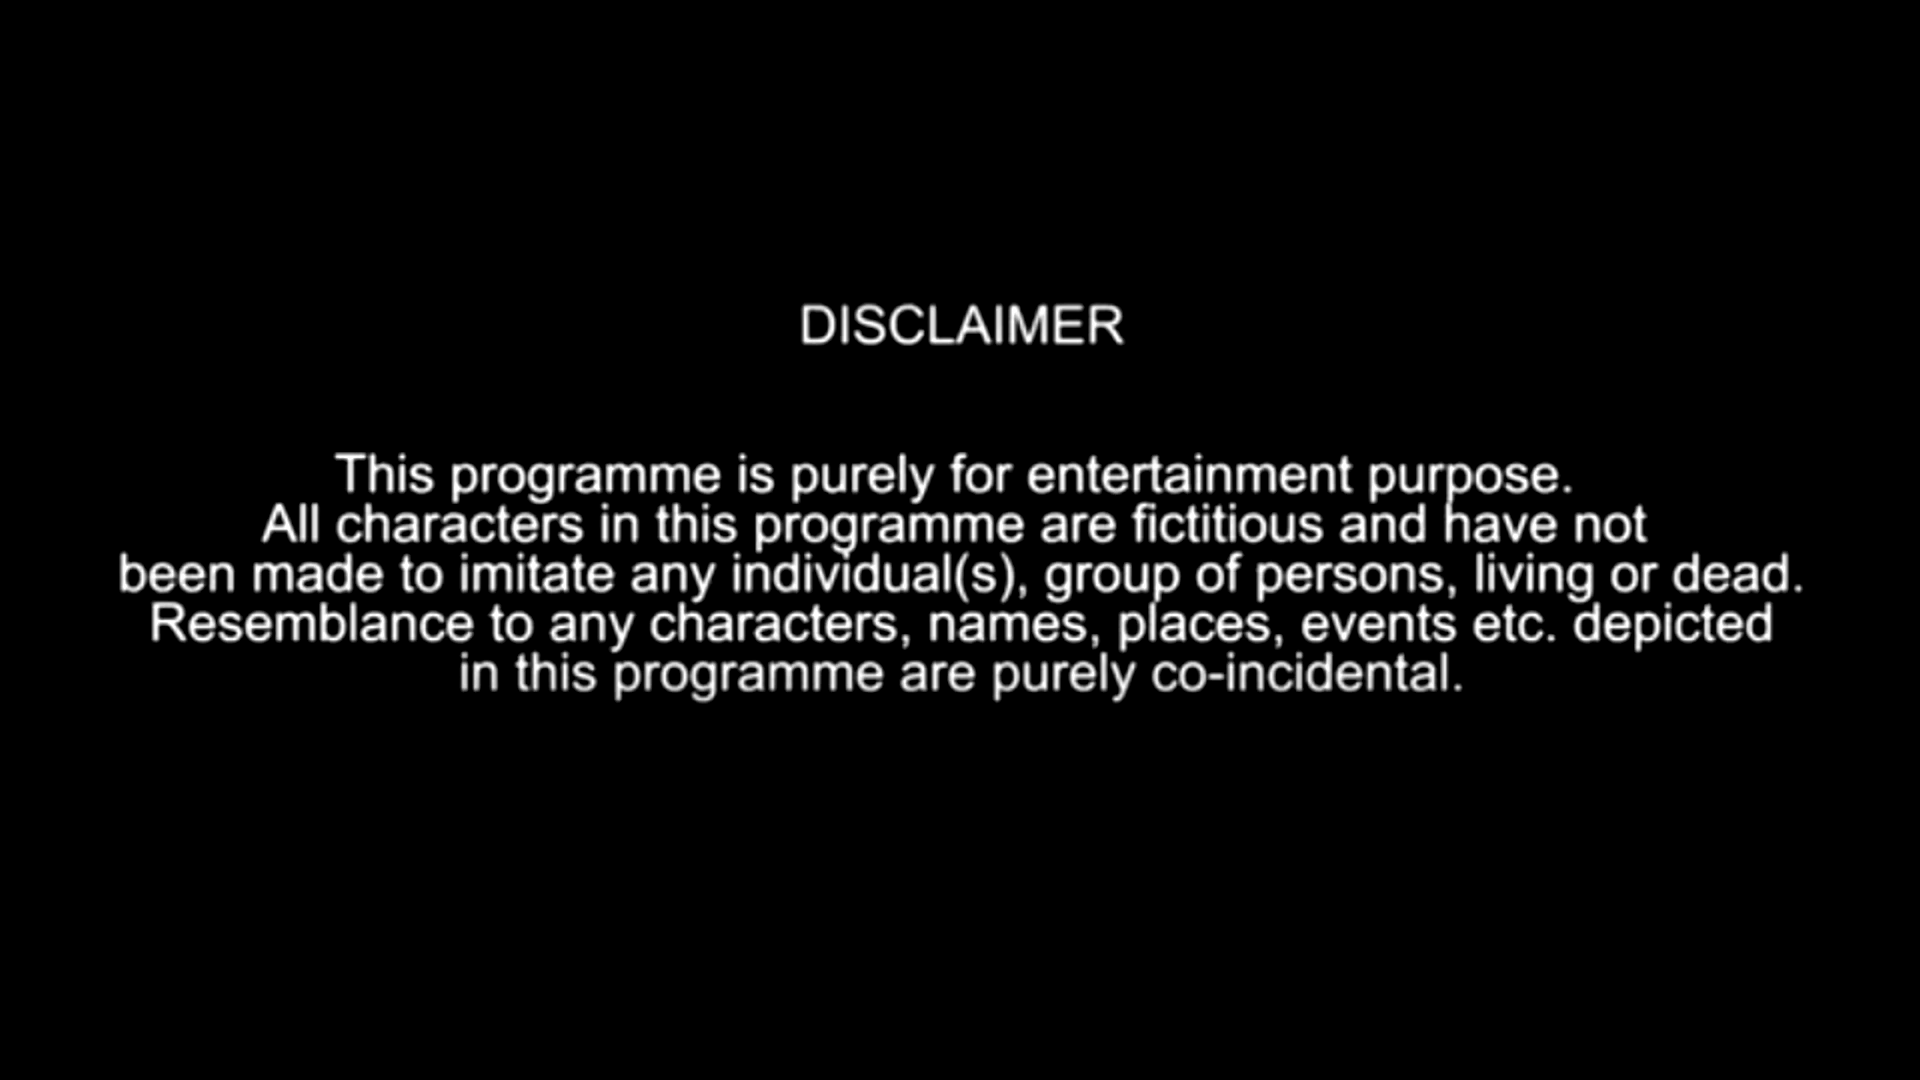 DISCLAIMER
This programme is purely for entertainment purpose.
All characters in this programme are fictitious and have not
been made to imitate any individual(s), group of persons, living or dead.
Resemblance to any characters, names, places, events etc. depicted
in this programme are purely co-incidental.